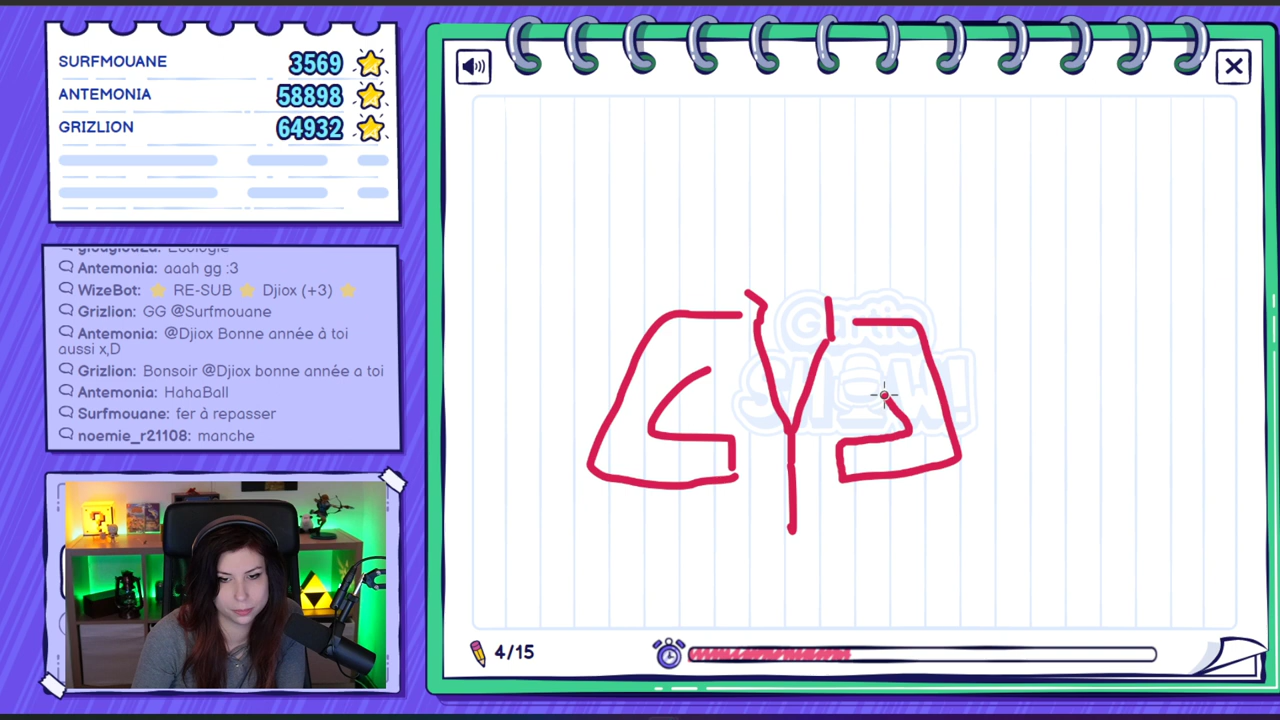 SURFMOUANE 3569
ANTEMONIA 58898
GRIZLION 64932
Antemonia: aaah gg :3
WizeBot: RE-SUB Djiox (+3)
Grizlion: GG @Surfmouane
Antemonia: @Djiox Bonne année à toi
aussi x,D
Grizlion: Bonsoir @Djiox bonne année a toi
Antemonia: HahaBall
Surfmouane: fer à repasser
noemie_r21108: manche
Gartic
SHOW!
4/15